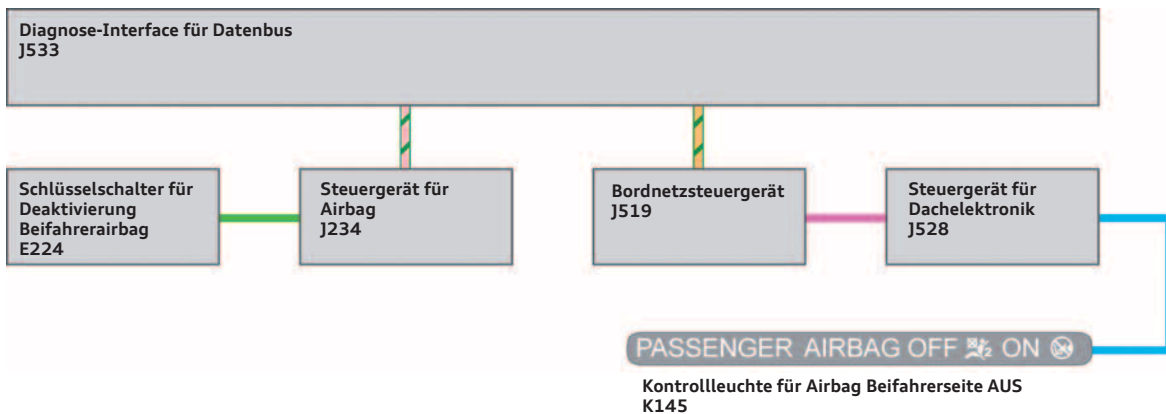 Diagnose-Interface für Datenbus
J533
Schlüsselschalter für
Deaktivierung
Beifahrerairbag
E224
Steuergerät für
Airbag
J234
Bordnetzsteuergerät
J519
Steuergerät für
Dachelektronik
J528
PASSENGER AIRBAG OFF ON
Kontrollleuchte für Airbag Beifahrerseite AUS
K145